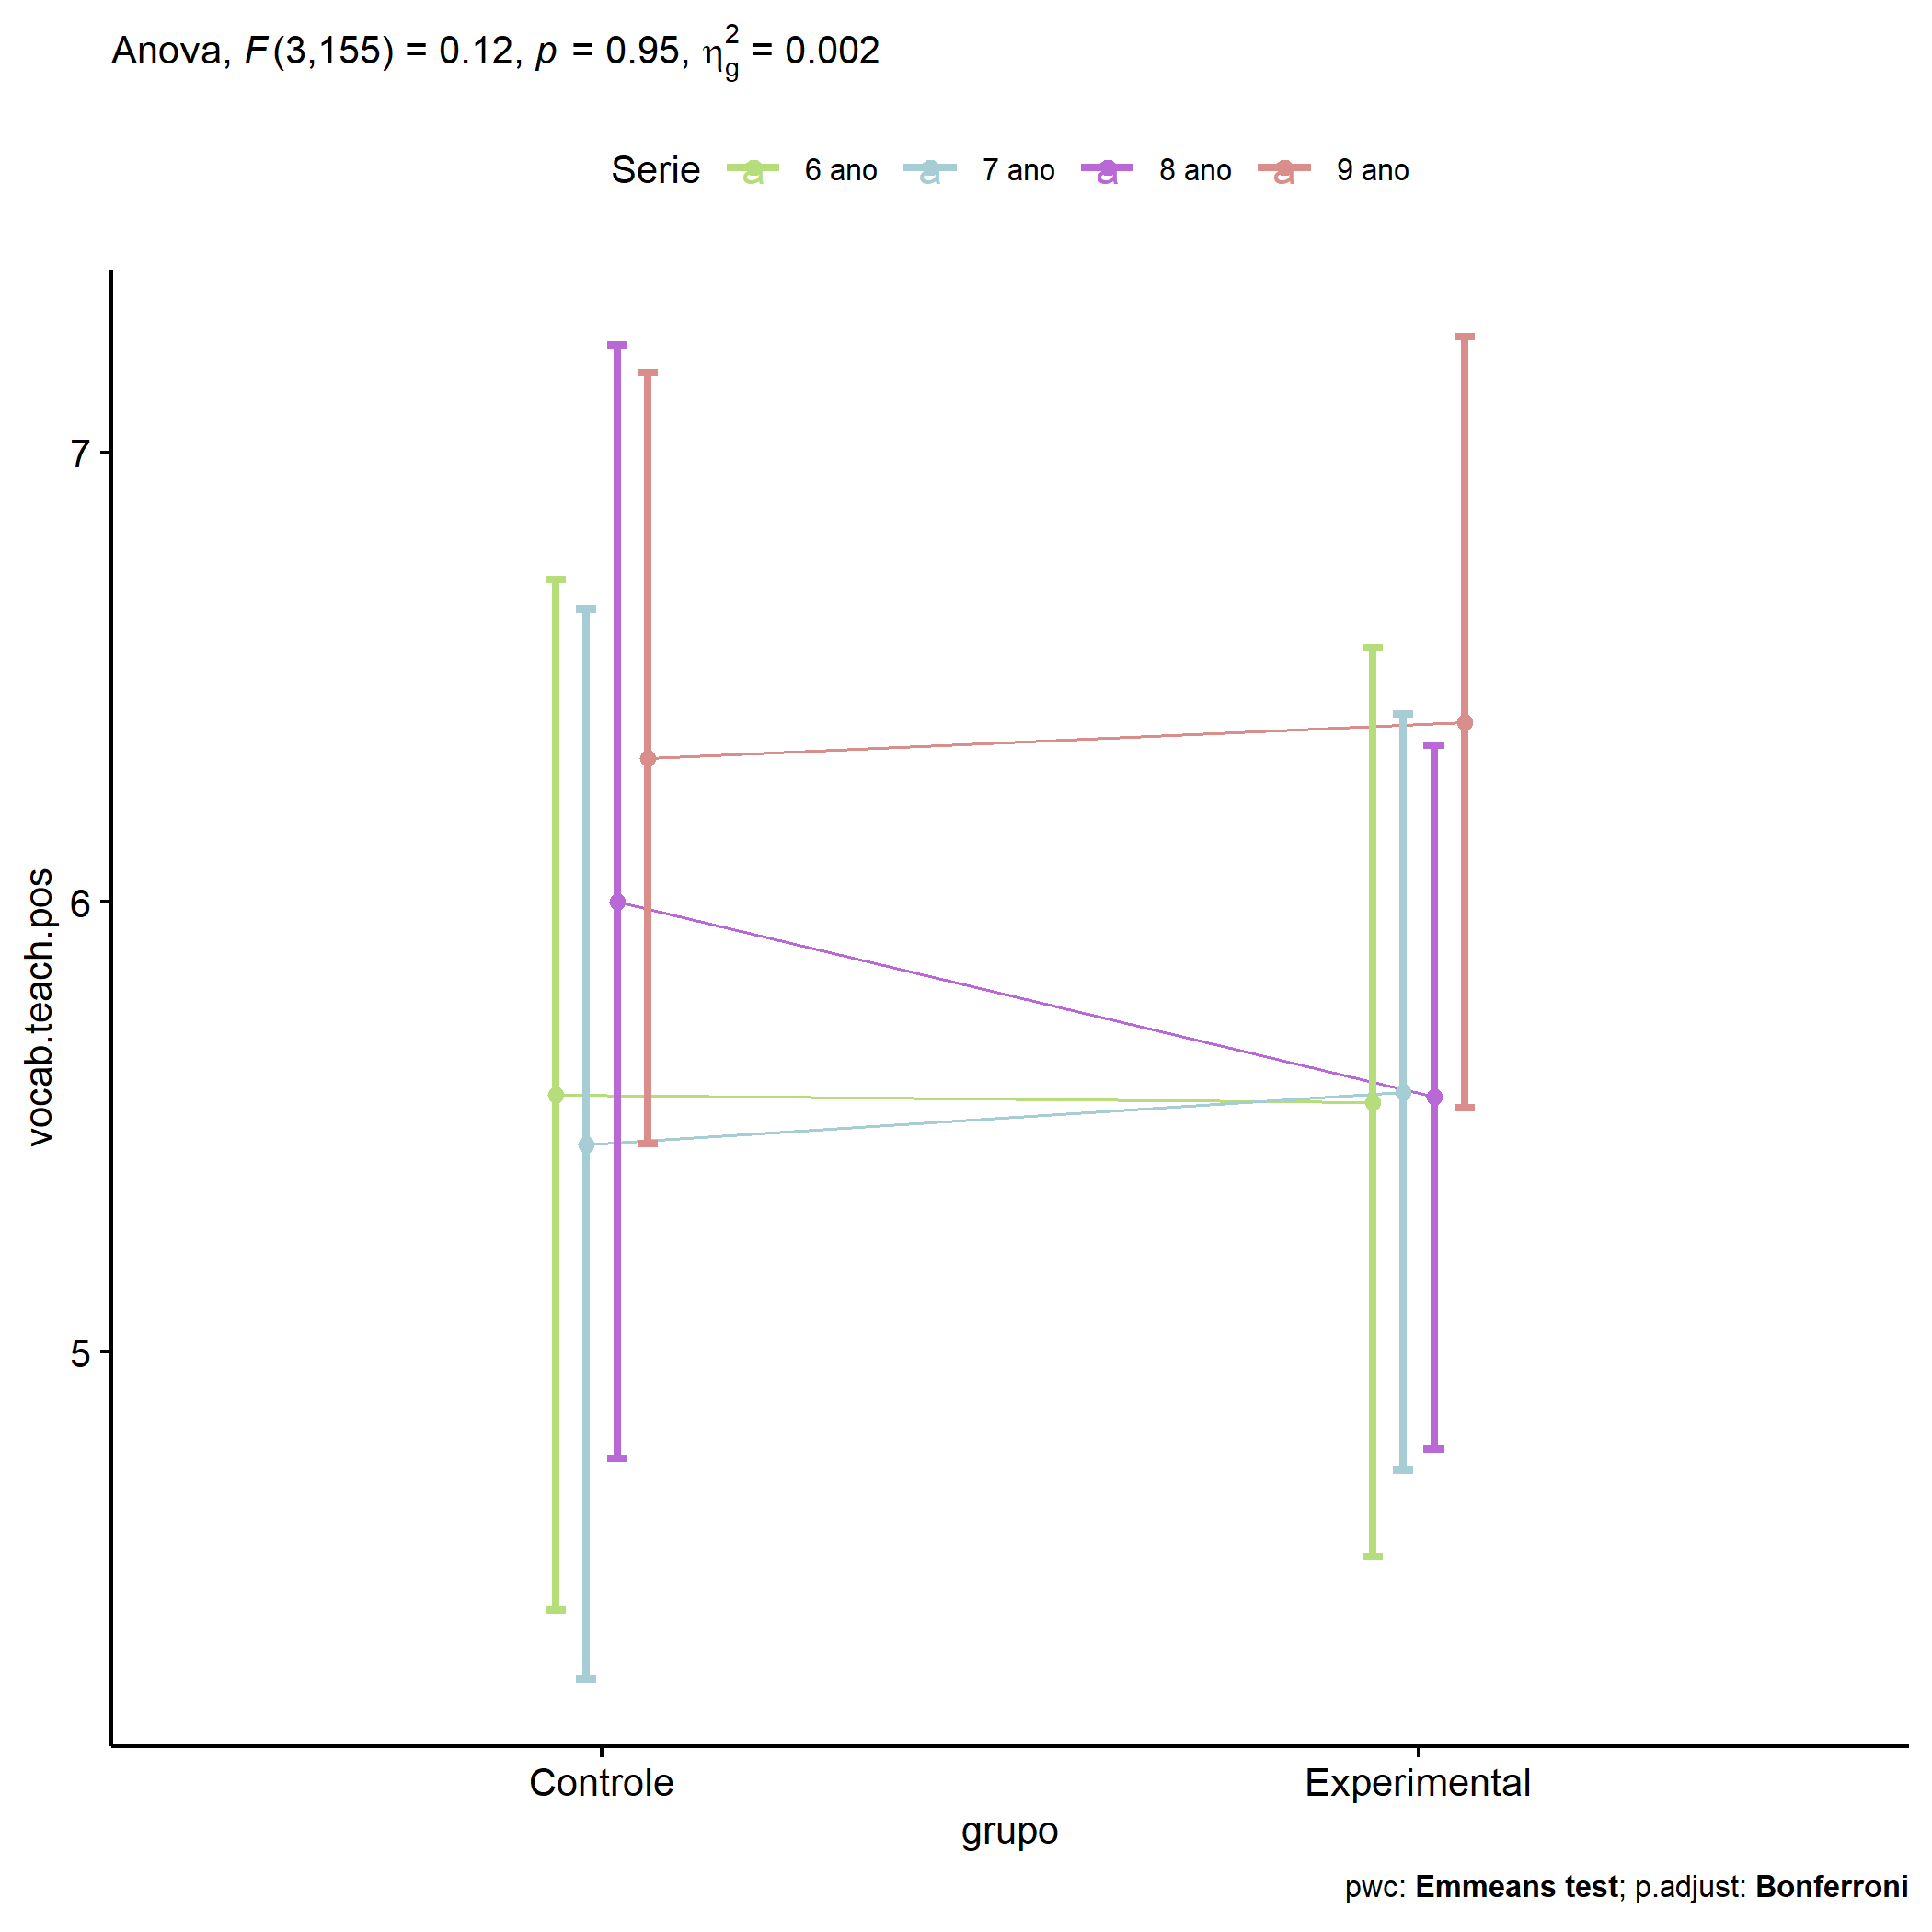 Anova, F(3,155) = 0.12, p = 0.95, η²g = 0.002
Serie a 6 ano a 7 ano a 8 ano a 9 ano
7
6
5
vocab.teach.pos
Controle Experimental
grupo
pwc: Emmeans test; p.adjust: Bonferroni